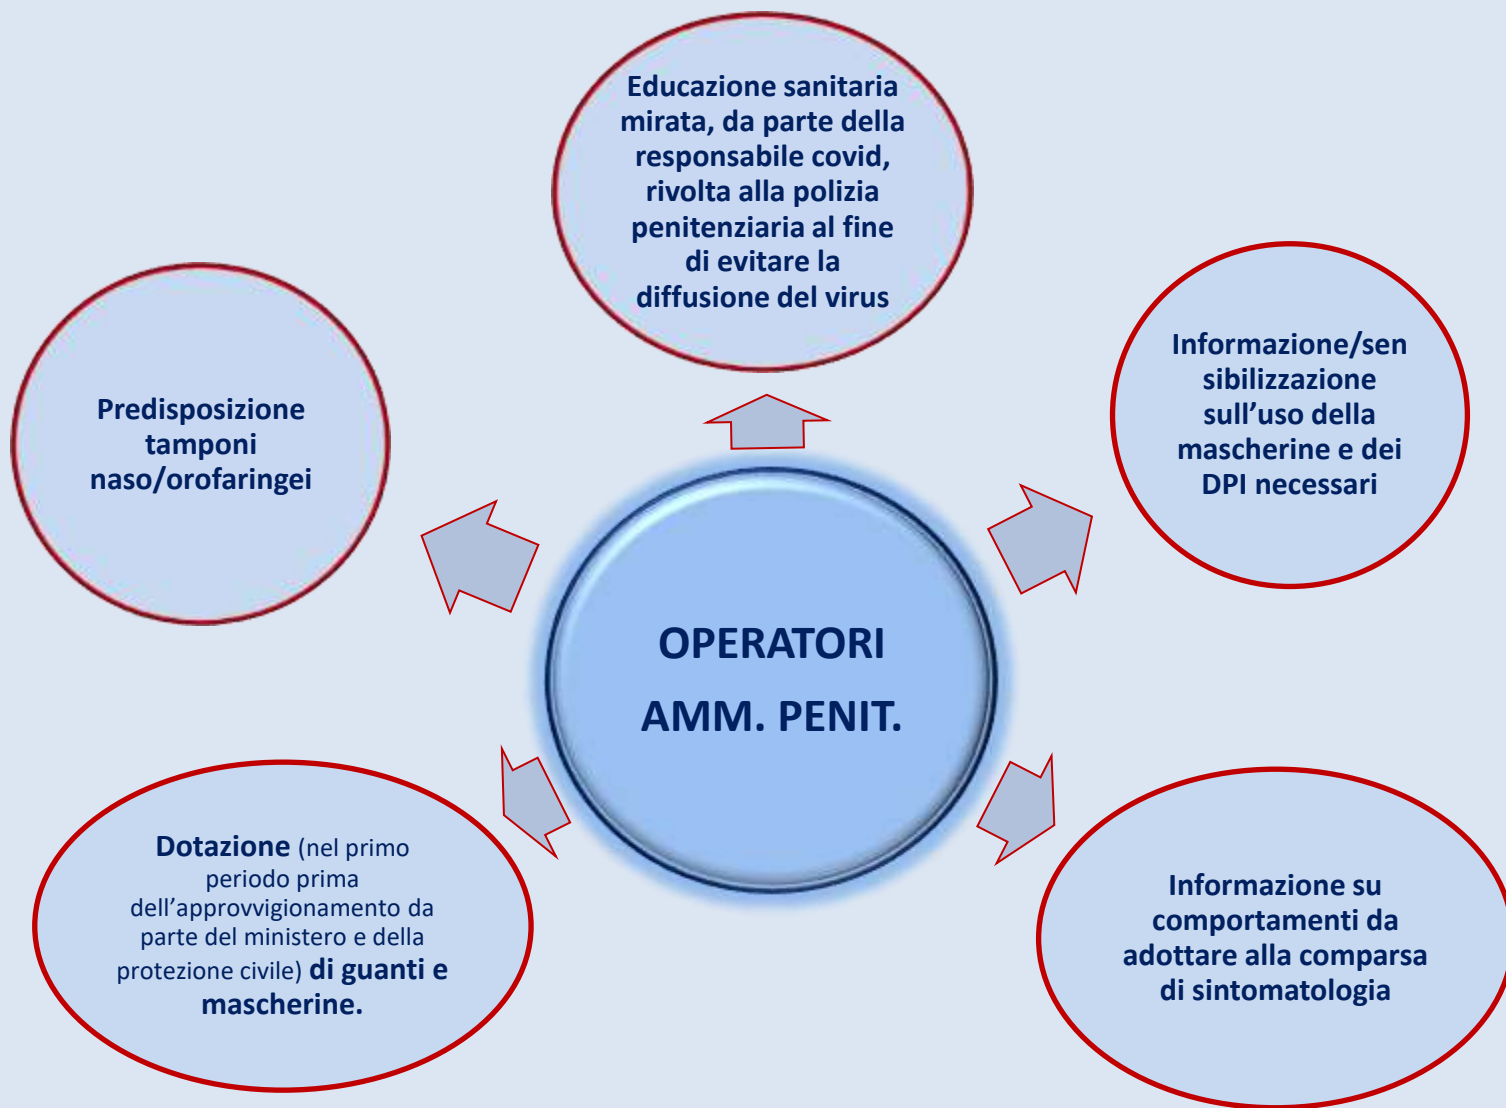 Educazione sanitaria
mirata, da parte della
responsabile covid,
rivolta alla polizia
penitenziaria al fine
di evitare la
diffusione del virus
Predisposizione
tamponi
naso/orofaringei
Informazione/sen
sibilizzazione
sull’uso della
mascherine e dei
DPI necessari
OPERATORI
AMM. PENIT.
Dotazione (nel primo
periodo prima
dell’approvvigionamento da
parte del ministero e della
protezione civile) di guanti e
mascherine.
Informazione su
comportamenti da
adottare alla comparsa
di sintomatologia